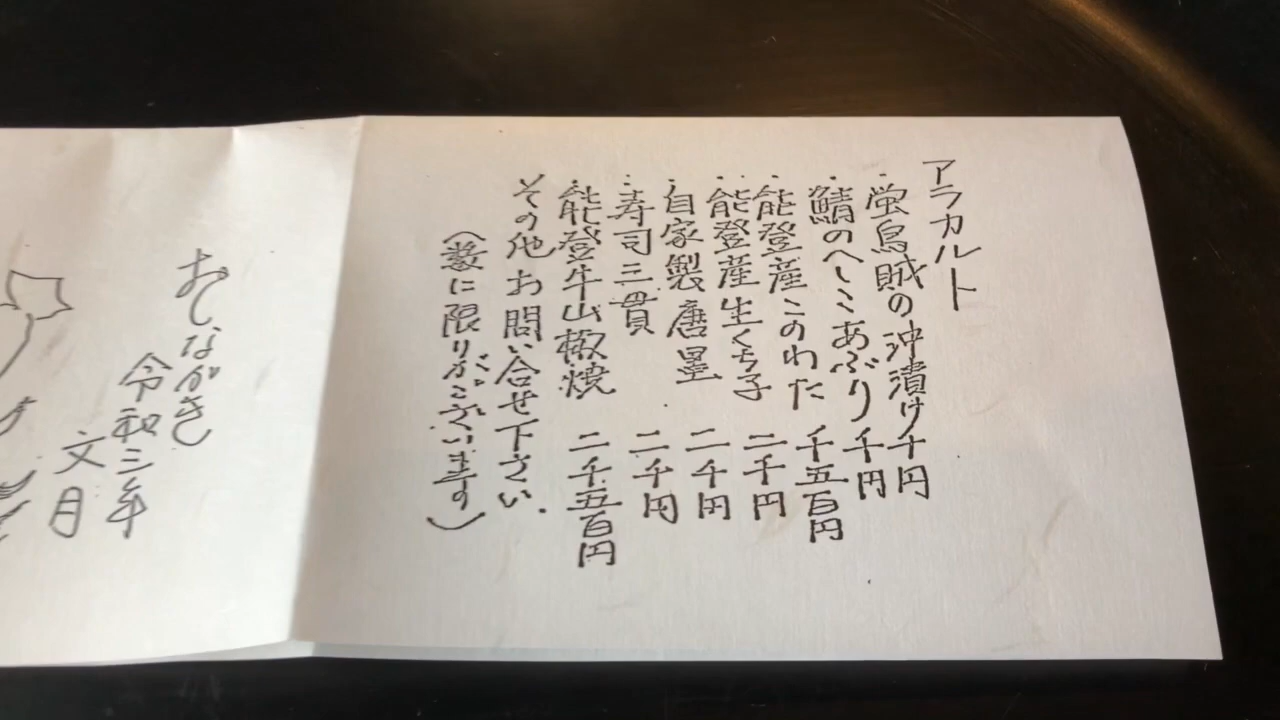 アラカルト
・蛍烏賊の沖漬け 千円
・鯖のへしこあぶり 千円
・能登産このわた 千五百円
・能登産生くち子 二千円
・自家製唐墨 二千円
・寿司三貫 二千円
・能登牛山椒焼 二千五百円
その他お問い合せ下さい.
(数に限りがございます)
おしながき
令和三年
文月